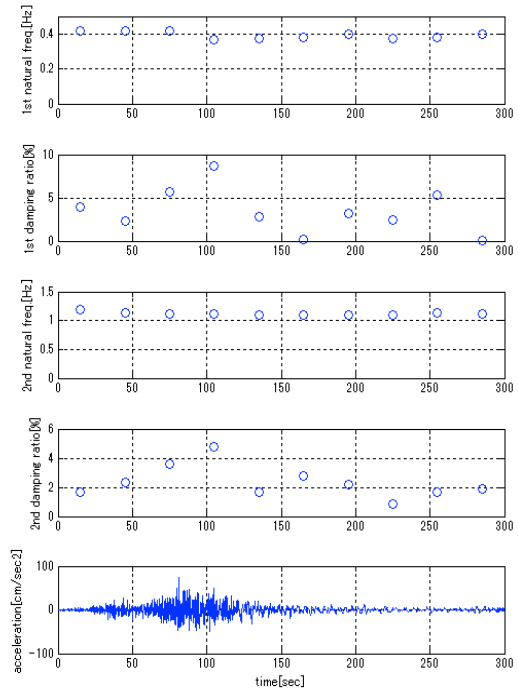 1st natural freq.[Hz]
0.4
0.2
0
0 50 100 150 200 250 300
1st damping ratio[%]
10
5
0
0 50 100 150 200 250 300
2nd natural freq.[Hz]
1.5
1
0.5
0
0 50 100 150 200 250 300
2nd damping ratio[%]
6
4
2
0
0 50 100 150 200 250 300
acceleration[cm/sec2]
100
0
-100
0 50 100 150 200 250 300
time[sec]